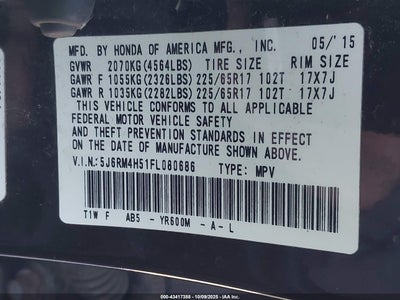 MFD. BY HONDA OF AMERICA MFG., INC. 05/'15
GVWR 2070KG(4564LBS) TIRE SIZE RIM SIZE
GAWR F 1055KG(2326LBS) 225/65R17 102T 17X7J
GAWR R 1035KG(2282LBS) 225/65R17 102T 17X7J
THIS VEHICLE CONFORMS TO ALL APPLICABLE
FEDERAL MOTOR VEHICLE SAFETY, BUMPER,
AND THEFT PREVENTION STANDARDS IN EFFECT
ON THE DATE OF MANUFACTURE SHOWN ABOVE.
V.I.N.: 5J6RM4H51FL080686 TYPE: MPV
T1W F AB5 - YR600M - A - L
000-43417388 - 10/09/2025 - IAA Inc.